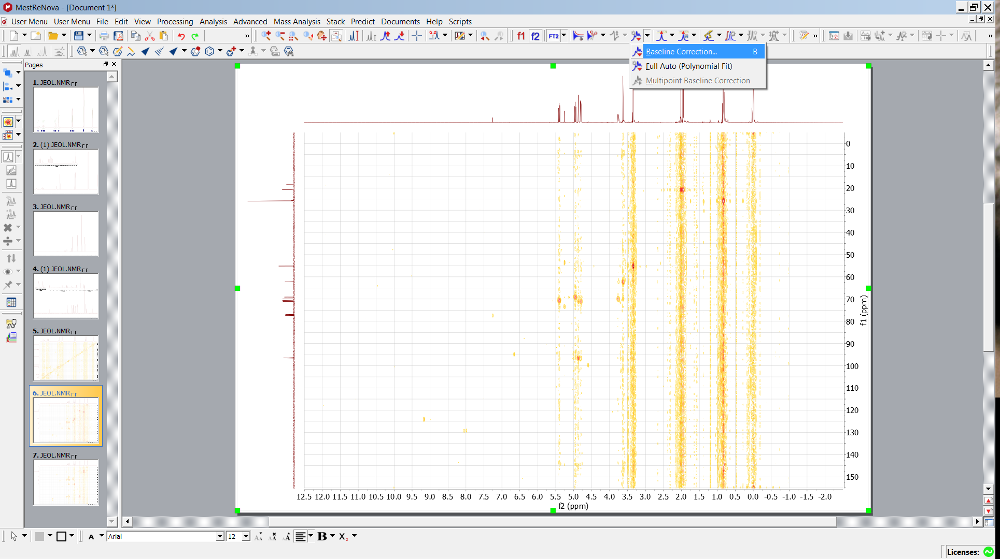 MestReNova - [Document 1*]
User Menu User Menu File Edit View Processing Analysis Advanced Mass Analysis Stack Predict Documents Help Scripts
» f1 f2 FT2 » »
Pages
Baseline Correction... B
Full Auto (Polynomial Fit)
Multipoint Baseline Correction
1. JEOL.NMR┌┌
2. (1) JEOL.NMR┌┌
3. JEOL.NMR┌┌
4. (1) JEOL.NMR┌┌
5. JEOL.NMR┌┌
6. JEOL.NMR┌┌
7. JEOL.NMR┌┌
0
10
20
30
40
50
60
70
80
90
100
110
120
130
140
150
f1 (ppm)
12.5 12.0 11.5 11.0 10.5 10.0 9.5 9.0 8.5 8.0 7.5 7.0 6.5 6.0 5.5 5.0 4.5 4.0 3.5 3.0 2.5 2.0 1.5 1.0 0.5 0.0 -0.5 -1.0 -1.5 -2.0
f2 (ppm)
A Arial 12 B X₂
Licenses: